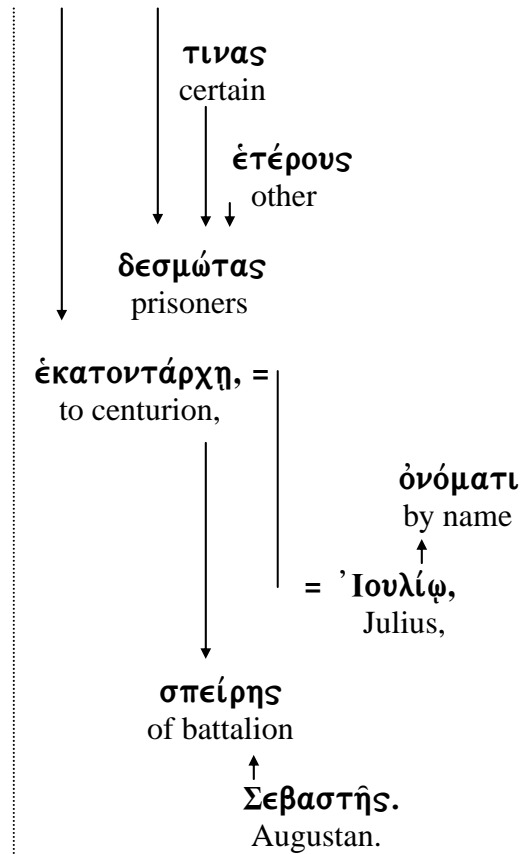 τινας
certain
ἑτέρους
other
δεσμώτας
prisoners
ἑκατοντάρχῃ, =
to centurion,
ὀνόματι
by name
= Ἰουλίῳ,
Julius,
σπείρης
of battalion
Σεβαστῆς.
Augustan.